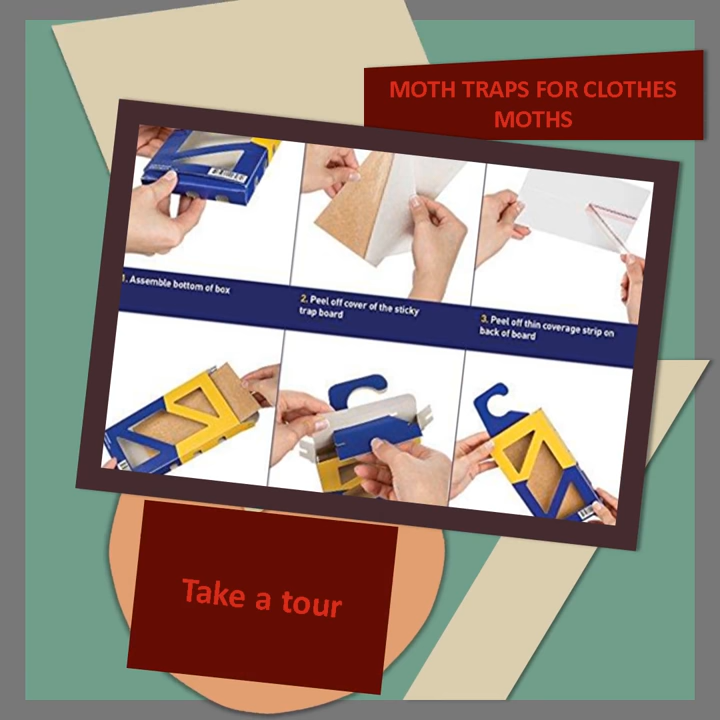 MOTH TRAPS FOR CLOTHES
MOTHS
1. Assemble bottom of box
2. Peel off cover of the sticky
trap board
3. Peel off thin coverage strip on
back of board
Take a tour